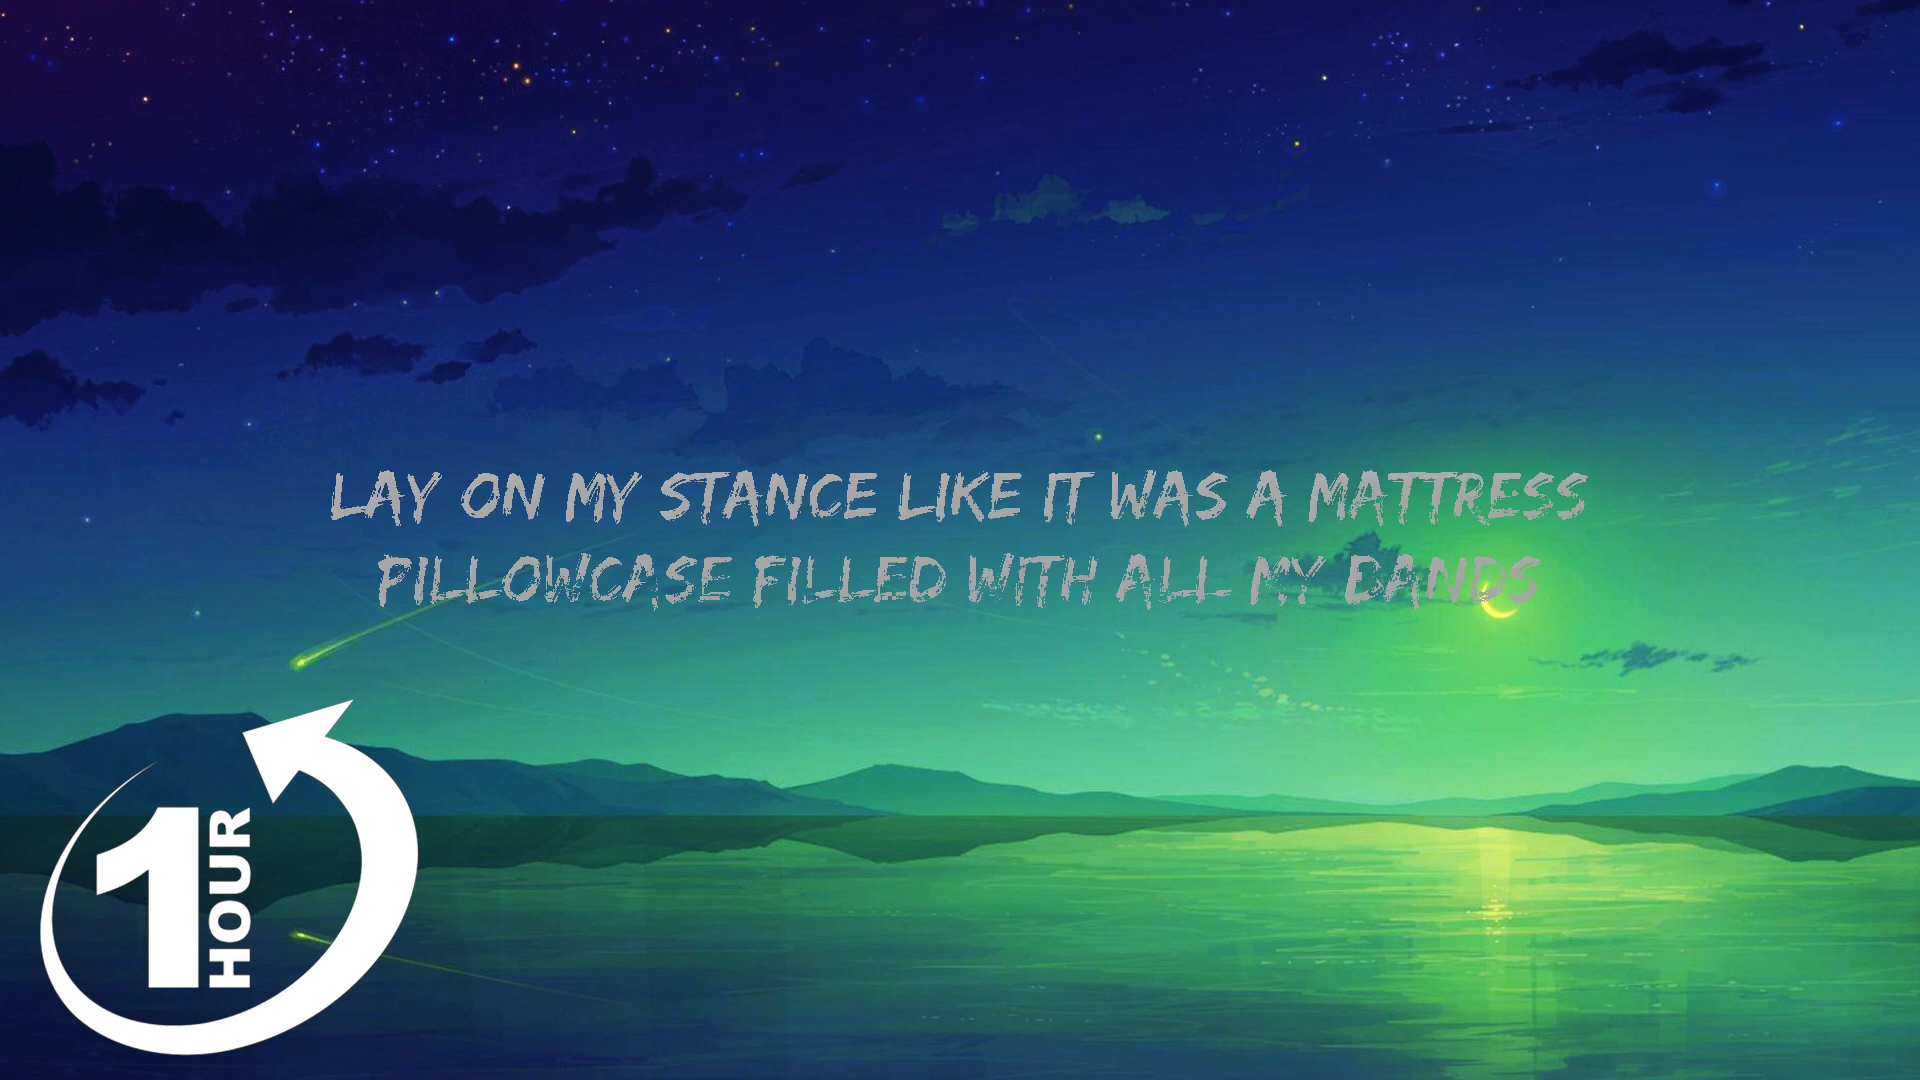 LAY ON MY STANCE LIKE IT WAS A MATTRESS
PILLOWCASE FILLED WITH ALL MY BANDS
1 HOUR